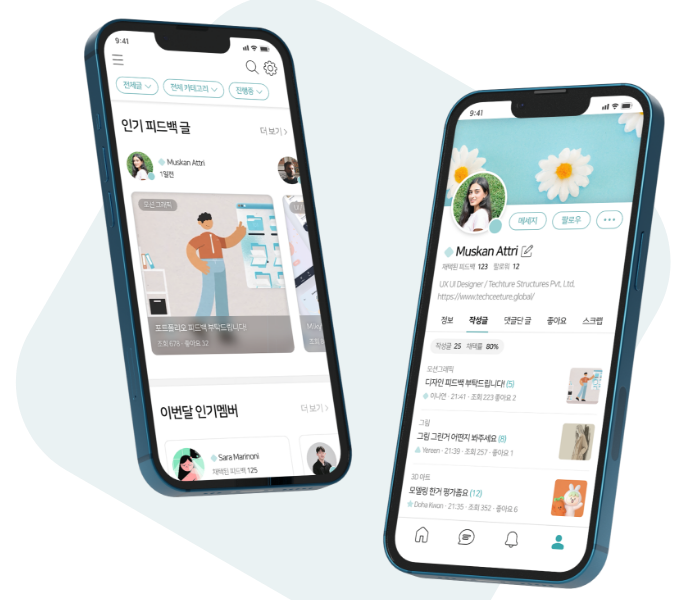 9:41
전체글
전체 카테고리
진행중
인기 피드백 글
더 보기
Muskan Attri
1일전
모션그래픽
포트폴리오 피드백 부탁드립니다!
조회 628 · 좋아요 32
이번달 인기멤버
더 보기
Sara Marinoni
채택된 피드백 125
9:41
메세지
팔로우
Muskan Attri
채택된 피드백 123 팔로워 12
UX UI Designer / Techture Structures Pvt, Ltd.
https://www.techceeture.global/
정보 작성글 댓글단 글 좋아요 스크랩
작성글 25 채택률 80%
모션그래픽
디자인 피드백 부탁드립니다! (5)
이나연 · 21:41 · 조회 223 좋아요 2
그림
그림 그린거 어떤지 봐주세요 (8)
Yereen · 21:39 · 조회 257 · 좋아요 1
3D 아트
모델링 한거 평가좀요 (12)
Doha Kwon · 21:35 · 조회 352 · 좋아요 6